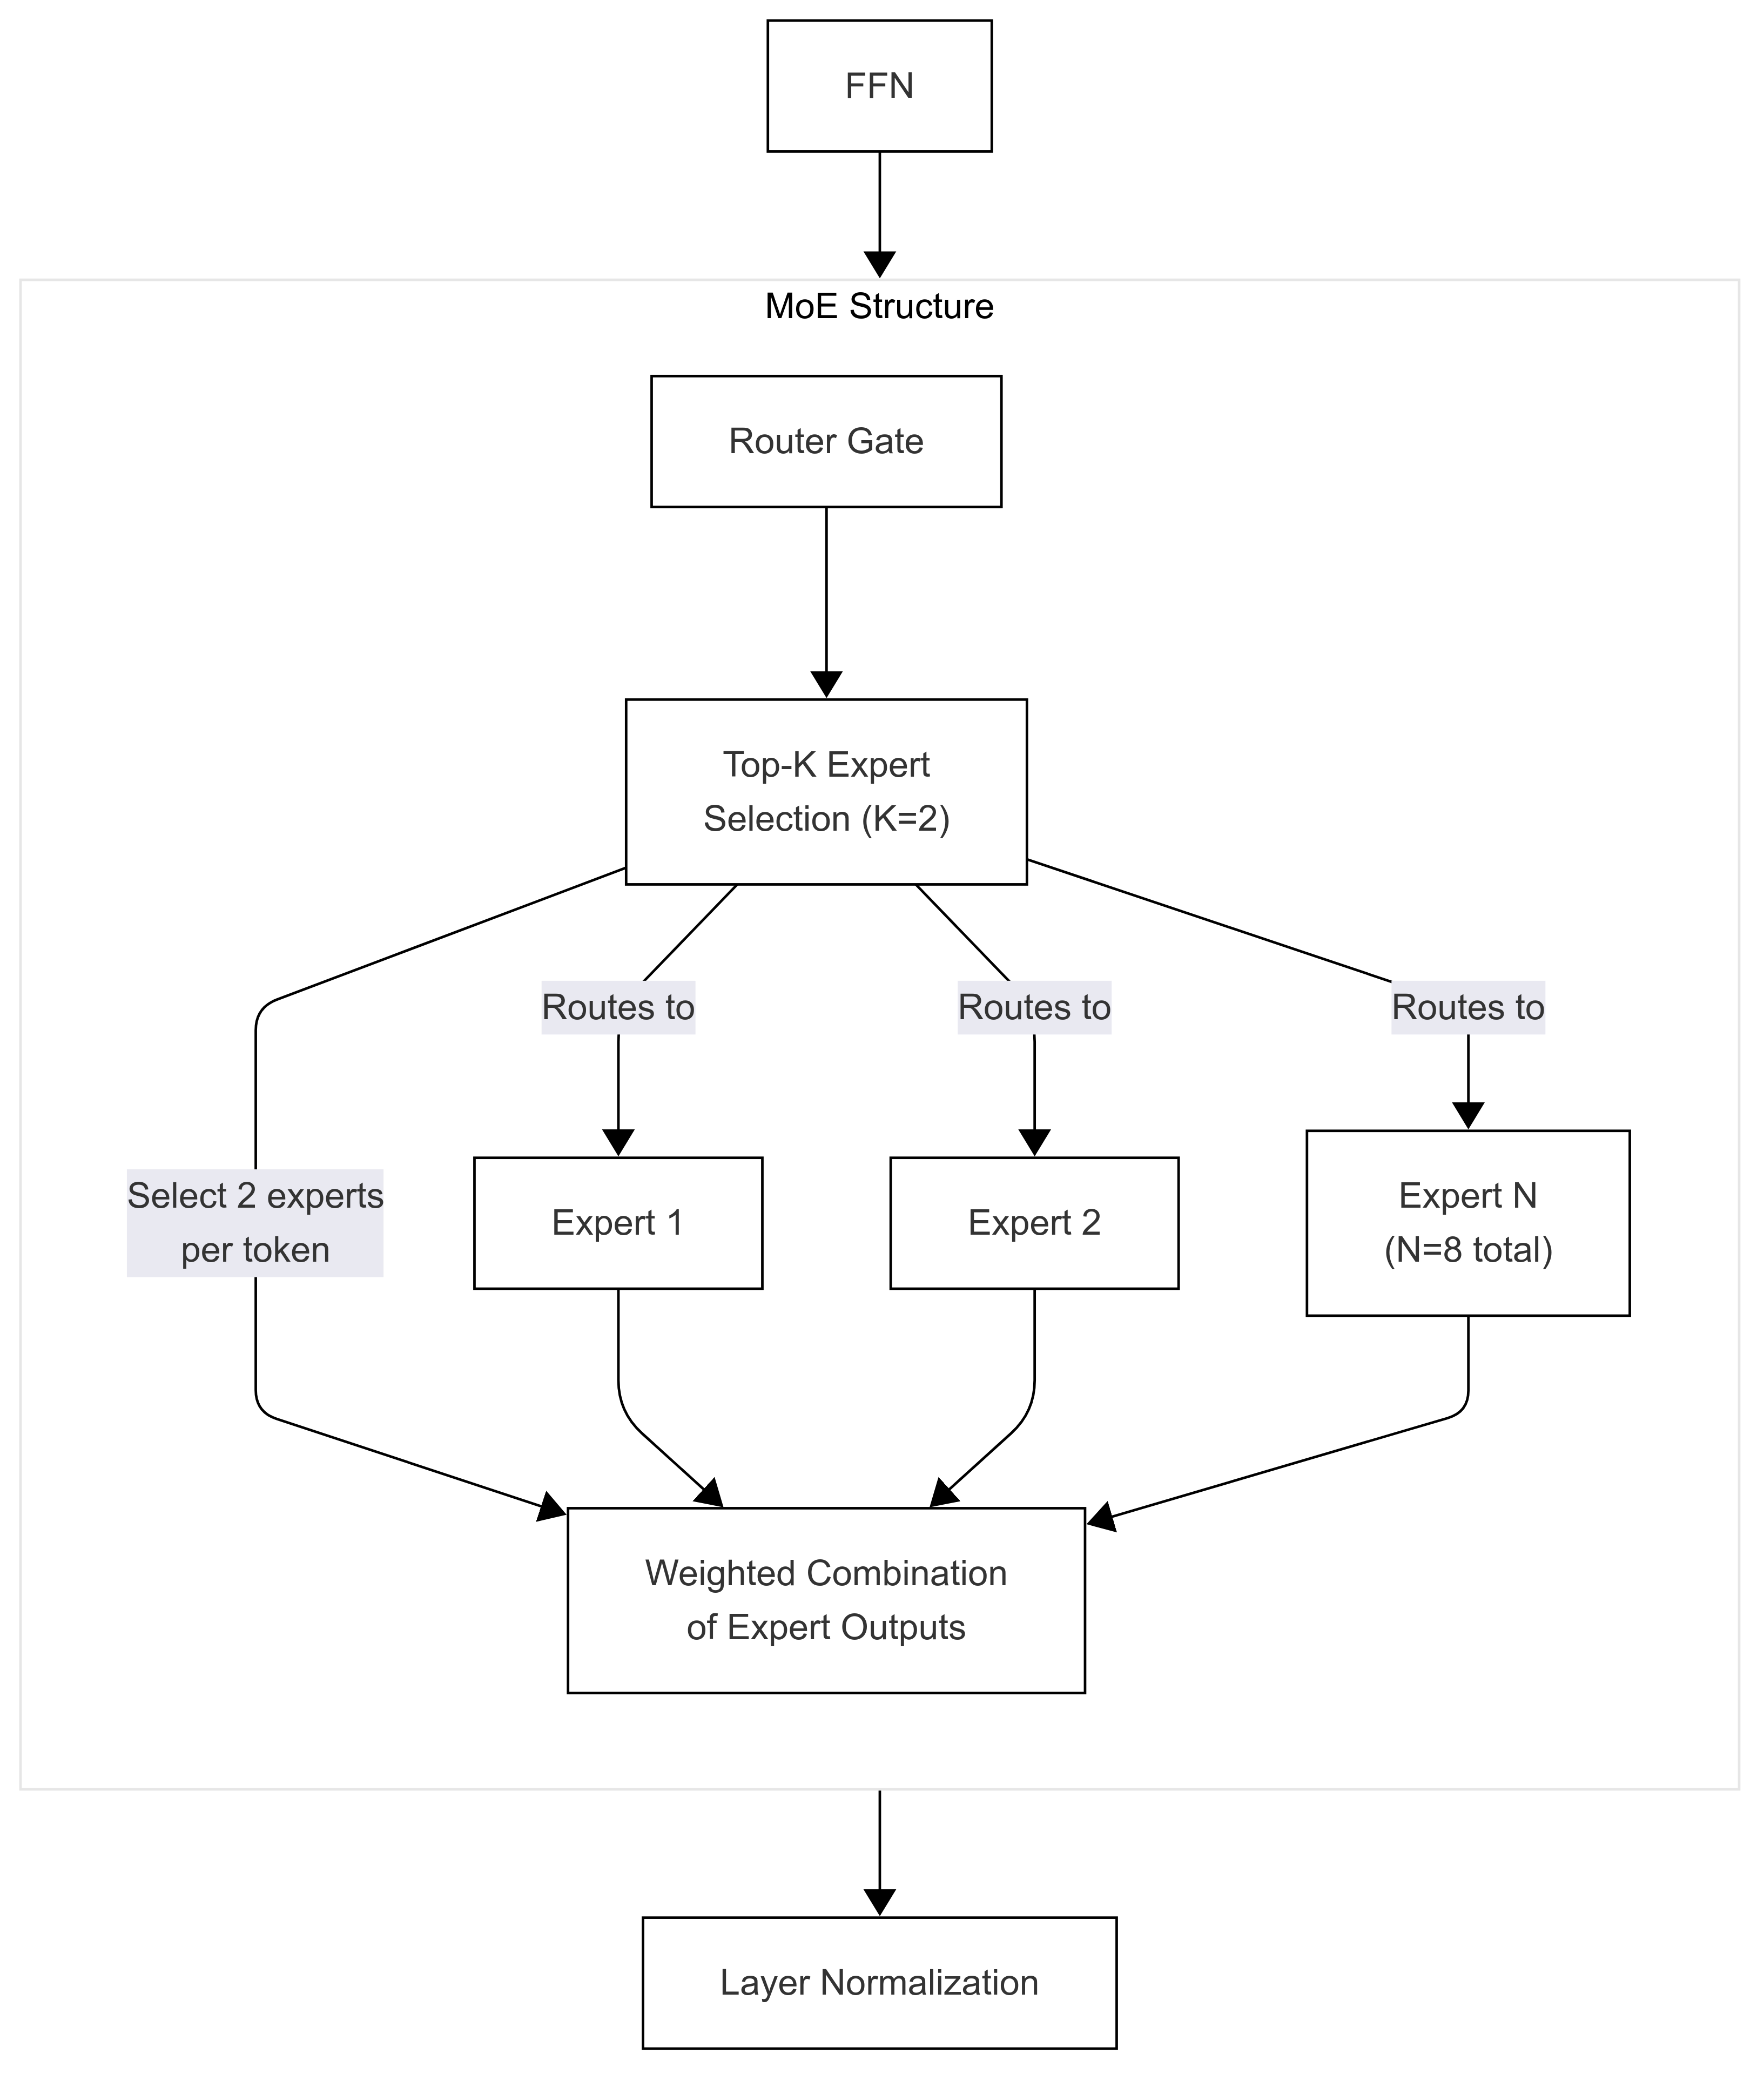 FFN
MoE Structure
Router Gate
Top-K Expert
Selection (K=2)
Routes to
Routes to
Routes to
Select 2 experts
per token
Expert 1
Expert 2
Expert N
(N=8 total)
Weighted Combination
of Expert Outputs
Layer Normalization